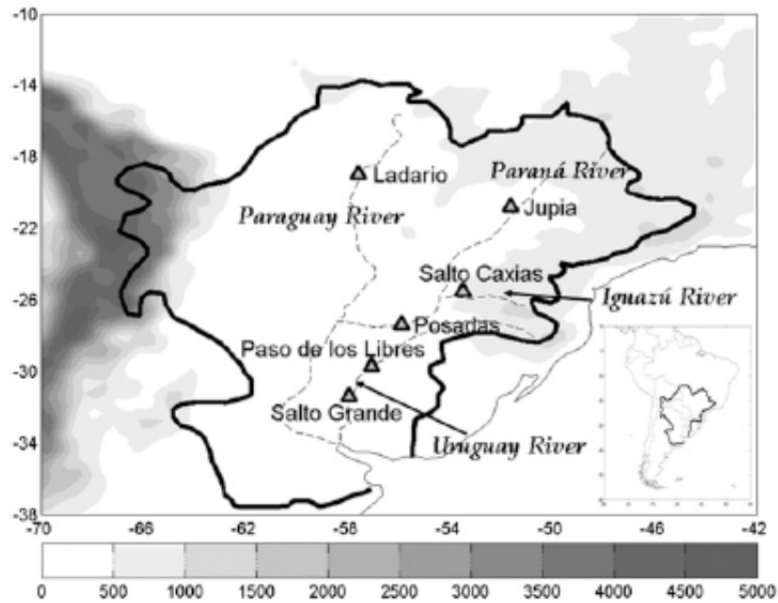 -10
-14
-18
-22
-26
-30
-34
-38
Ladario
Paraná River
Paraguay River
Jupia
Salto Caxias
Iguazú River
Posadas
Paso de los Libres
Salto Grande
Uruguay River
-70 -66 -62 -58 -54 -50 -46 -42
0 500 1000 1500 2000 2500 3000 3500 4000 4500 5000